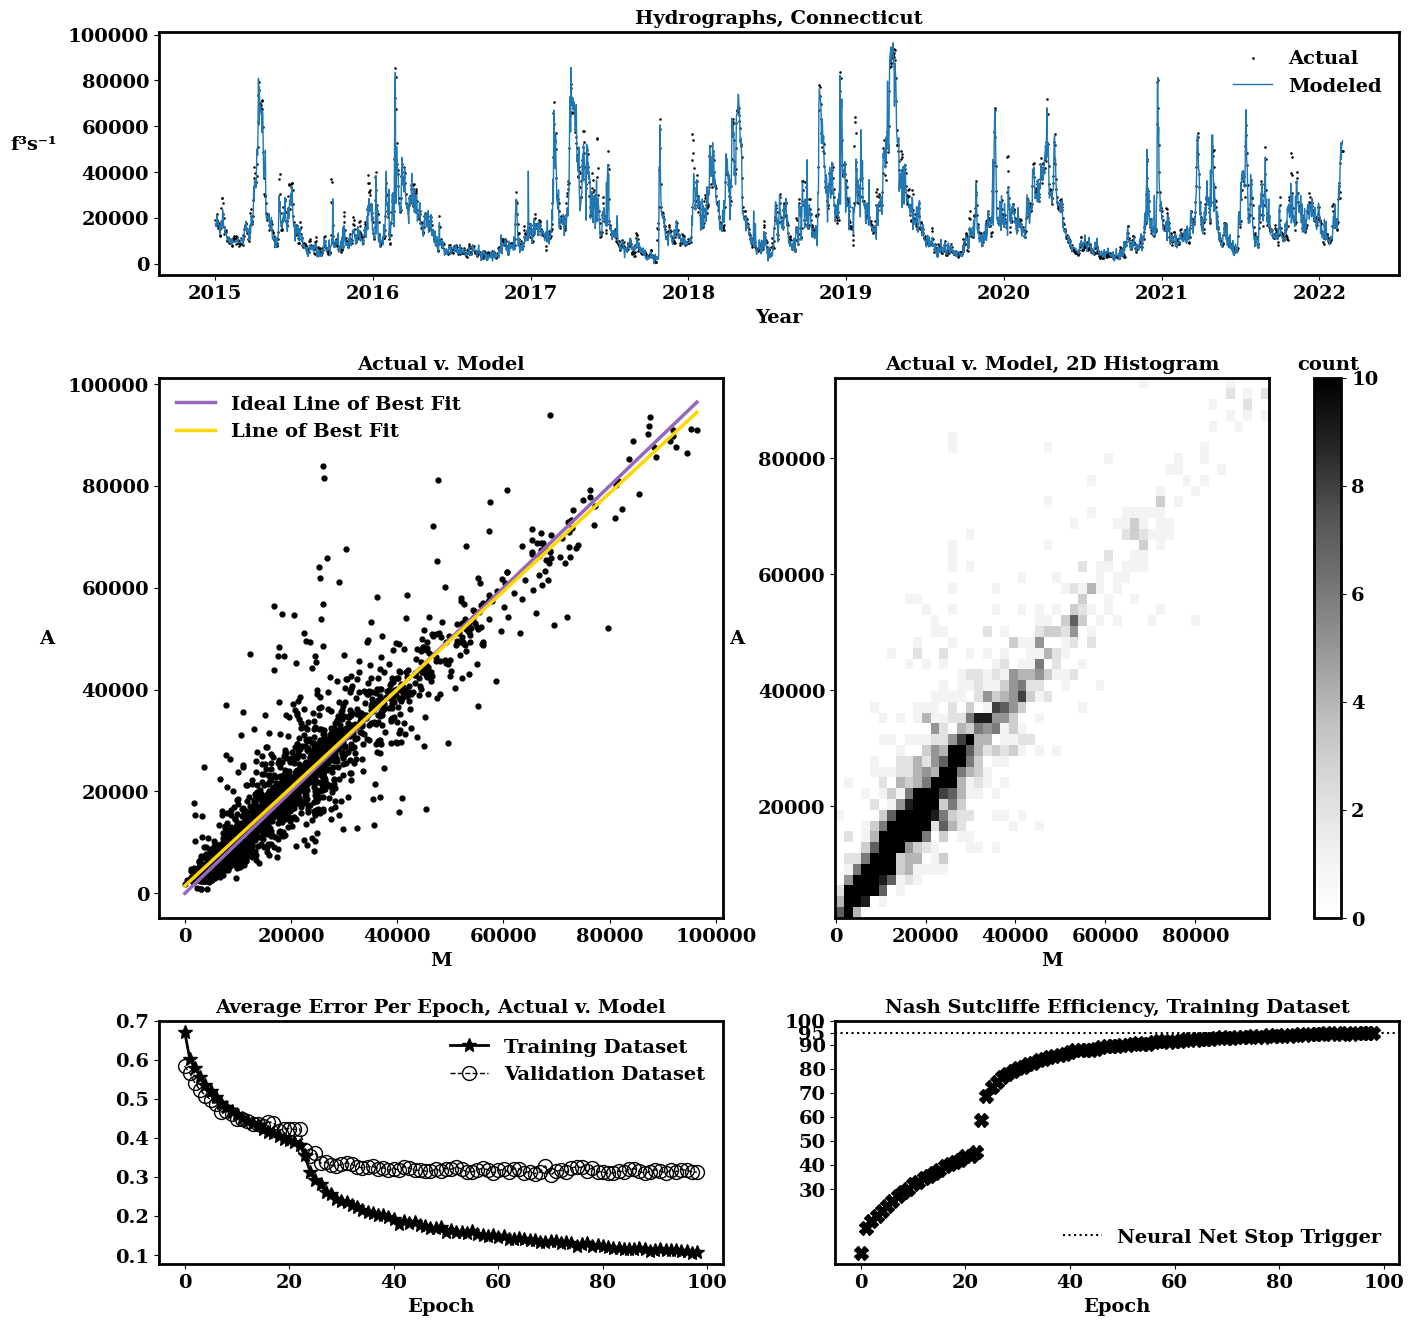 Hydrographs, Connecticut
100000
80000
60000
40000
20000
0
f³s⁻¹
Actual
Modeled
2015 2016 2017 2018 2019 2020 2021 2022
Year
Actual v. Model
100000
80000
60000
40000
20000
0
A
Ideal Line of Best Fit
Line of Best Fit
0 20000 40000 60000 80000 100000
M
Actual v. Model, 2D Histogram
80000
60000
40000
20000
A
0 20000 40000 60000 80000
M
count
10
8
6
4
2
0
Average Error Per Epoch, Actual v. Model
0.7
0.6
0.5
0.4
0.3
0.2
0.1
Training Dataset
Validation Dataset
0 20 40 60 80 100
Epoch
Nash Sutcliffe Efficiency, Training Dataset
100
95
90
80
70
60
50
40
30
Neural Net Stop Trigger
0 20 40 60 80 100
Epoch